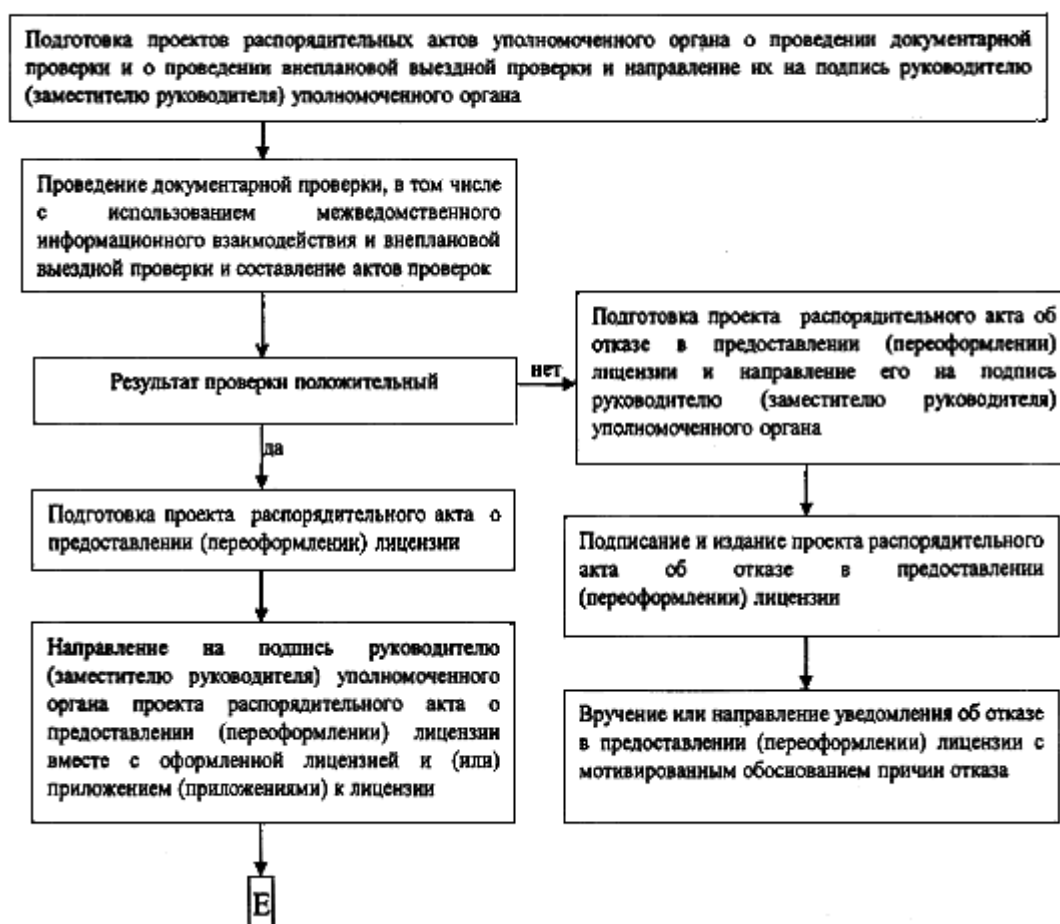 Подготовка проектов распорядительных актов уполномоченного органа о проведении документарной
проверки и о проведении внеплановой выездной проверки и направление их на подпись руководителю
(заместителю руководителя) уполномоченного органа
Проведение документарной проверки, в том числе
с использованием межведомственного
информационного взаимодействия и внеплановой
выездной проверки и составление актов проверок
Результат проверки положительный
нет
Подготовка проекта распорядительного акта об
отказе в предоставлении (переоформлении)
лицензии и направление его на подпись
руководителю (заместителю руководителя)
уполномоченного органа
да
Подготовка проекта распорядительного акта о
предоставлении (переоформлении) лицензии
Подписание и издание проекта распорядительного
акта об отказе в предоставлении
(переоформлении) лицензии
Направление на подпись руководителю
(заместителю руководителя) уполномоченного
органа проекта распорядительного акта о
предоставлении (переоформлении) лицензии
вместе с оформленной лицензией и (или)
приложением (приложениями) к лицензии
Вручение или направление уведомления об отказе
в предоставлении (переоформлении) лицензии с
мотивированным обоснованием причин отказа
Е